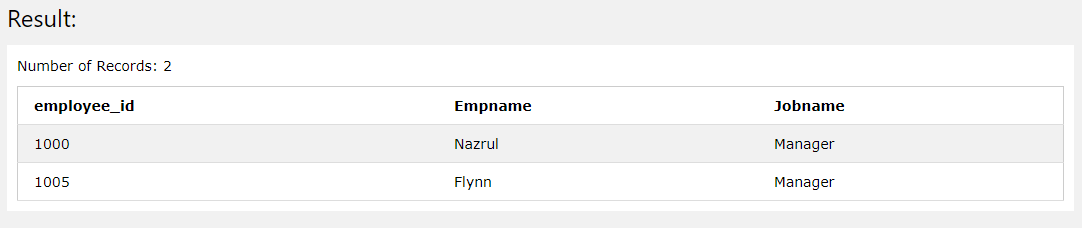 Result:
Number of Records: 2
employee_id Empname Jobname
1000 Nazrul Manager
1005 Flynn Manager